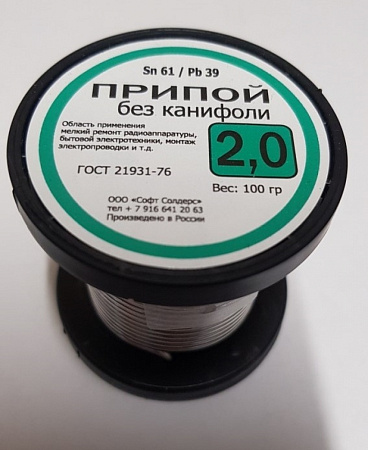 Sn 61 / Pb 39
ПРИПОЙ
без канифоли
Область применения
мелкий ремонт радиоаппаратуры,
бытовой электротехники, монтаж
электропроводки и т.д.
2,0
ГОСТ 21931-76
Вес: 100 гр
ООО «Софт Солдерс»
тел + 7 916 641 20 63
Произведено в России